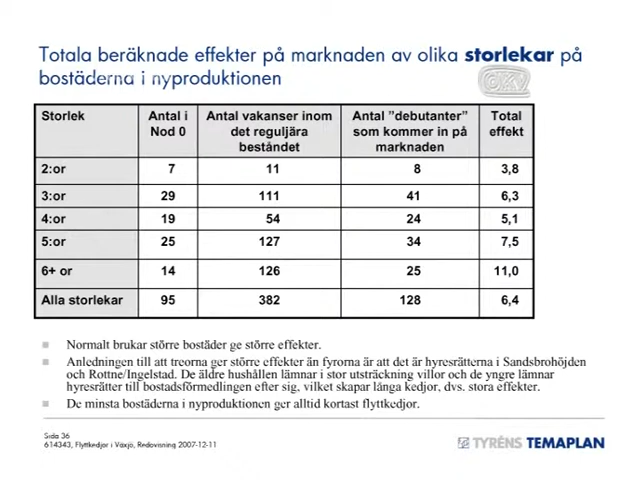 Totala beräknade effekter på marknaden av olika storlekar på
bostäderna i nyproduktionen
Storlek Antal i Nod 0 Antal vakanser inom det reguljära beståndet Antal ”debutanter” som kommer in på marknaden Total effekt
2:or 7 11 8 3,8
3:or 29 111 41 6,3
4:or 19 54 24 5,1
5:or 25 127 34 7,5
6+ or 14 126 25 11,0
Alla storlekar 95 382 128 6,4
Normalt brukar större bostäder ge större effekter.
Anledningen till att treorna ger större effekter än fyrorna är att det är hyresrätterna i Sandsbrohöjden
och Rottne/Ingelstad. De äldre hushållen lämnar i stor utsträckning villor och de yngre lämnar
hyresrätter till bostadsförmedlingen efter sig, vilket skapar långa kedjor, dvs. stora effekter.
De minsta bostäderna i nyproduktionen ger alltid kortast flyttkedjor.
Sida 36
614343, Flyttkedjor i Växjö, Redovisning 2007-12-11
TYRÉNS TEMAPLAN